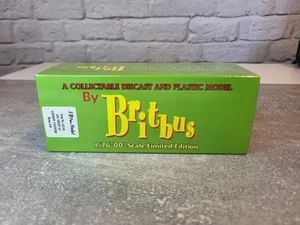 A COLLECTABLE DIECAST AND PLASTIC MODEL
By
Britbus
1/76/00 Scale Limited Edition